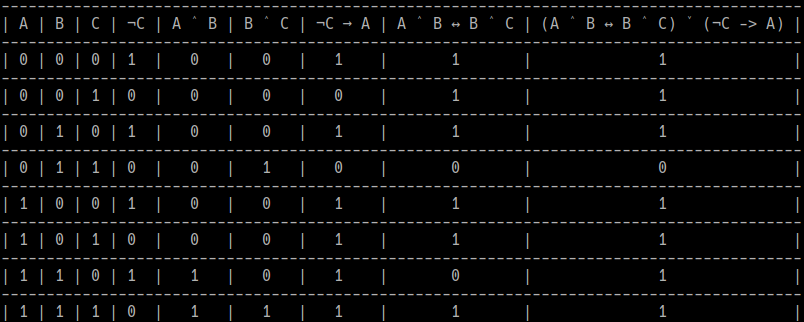 | A | B | C | ¬C | A ˄ B | B ˄ C | ¬C → A | A ˄ B ↔ B ˄ C | (A ˄ B ↔ B ˄ C) ˅ (¬C -> A) |
| 0 | 0 | 0 | 1 | 0 | 0 | 1 | 1 | 1 |
| 0 | 0 | 1 | 0 | 0 | 0 | 0 | 1 | 1 |
| 0 | 1 | 0 | 1 | 0 | 0 | 1 | 1 | 1 |
| 0 | 1 | 1 | 0 | 0 | 1 | 0 | 0 | 0 |
| 1 | 0 | 0 | 1 | 0 | 0 | 1 | 1 | 1 |
| 1 | 0 | 1 | 0 | 0 | 0 | 1 | 1 | 1 |
| 1 | 1 | 0 | 1 | 1 | 0 | 1 | 0 | 1 |
| 1 | 1 | 1 | 0 | 1 | 1 | 1 | 1 | 1 |